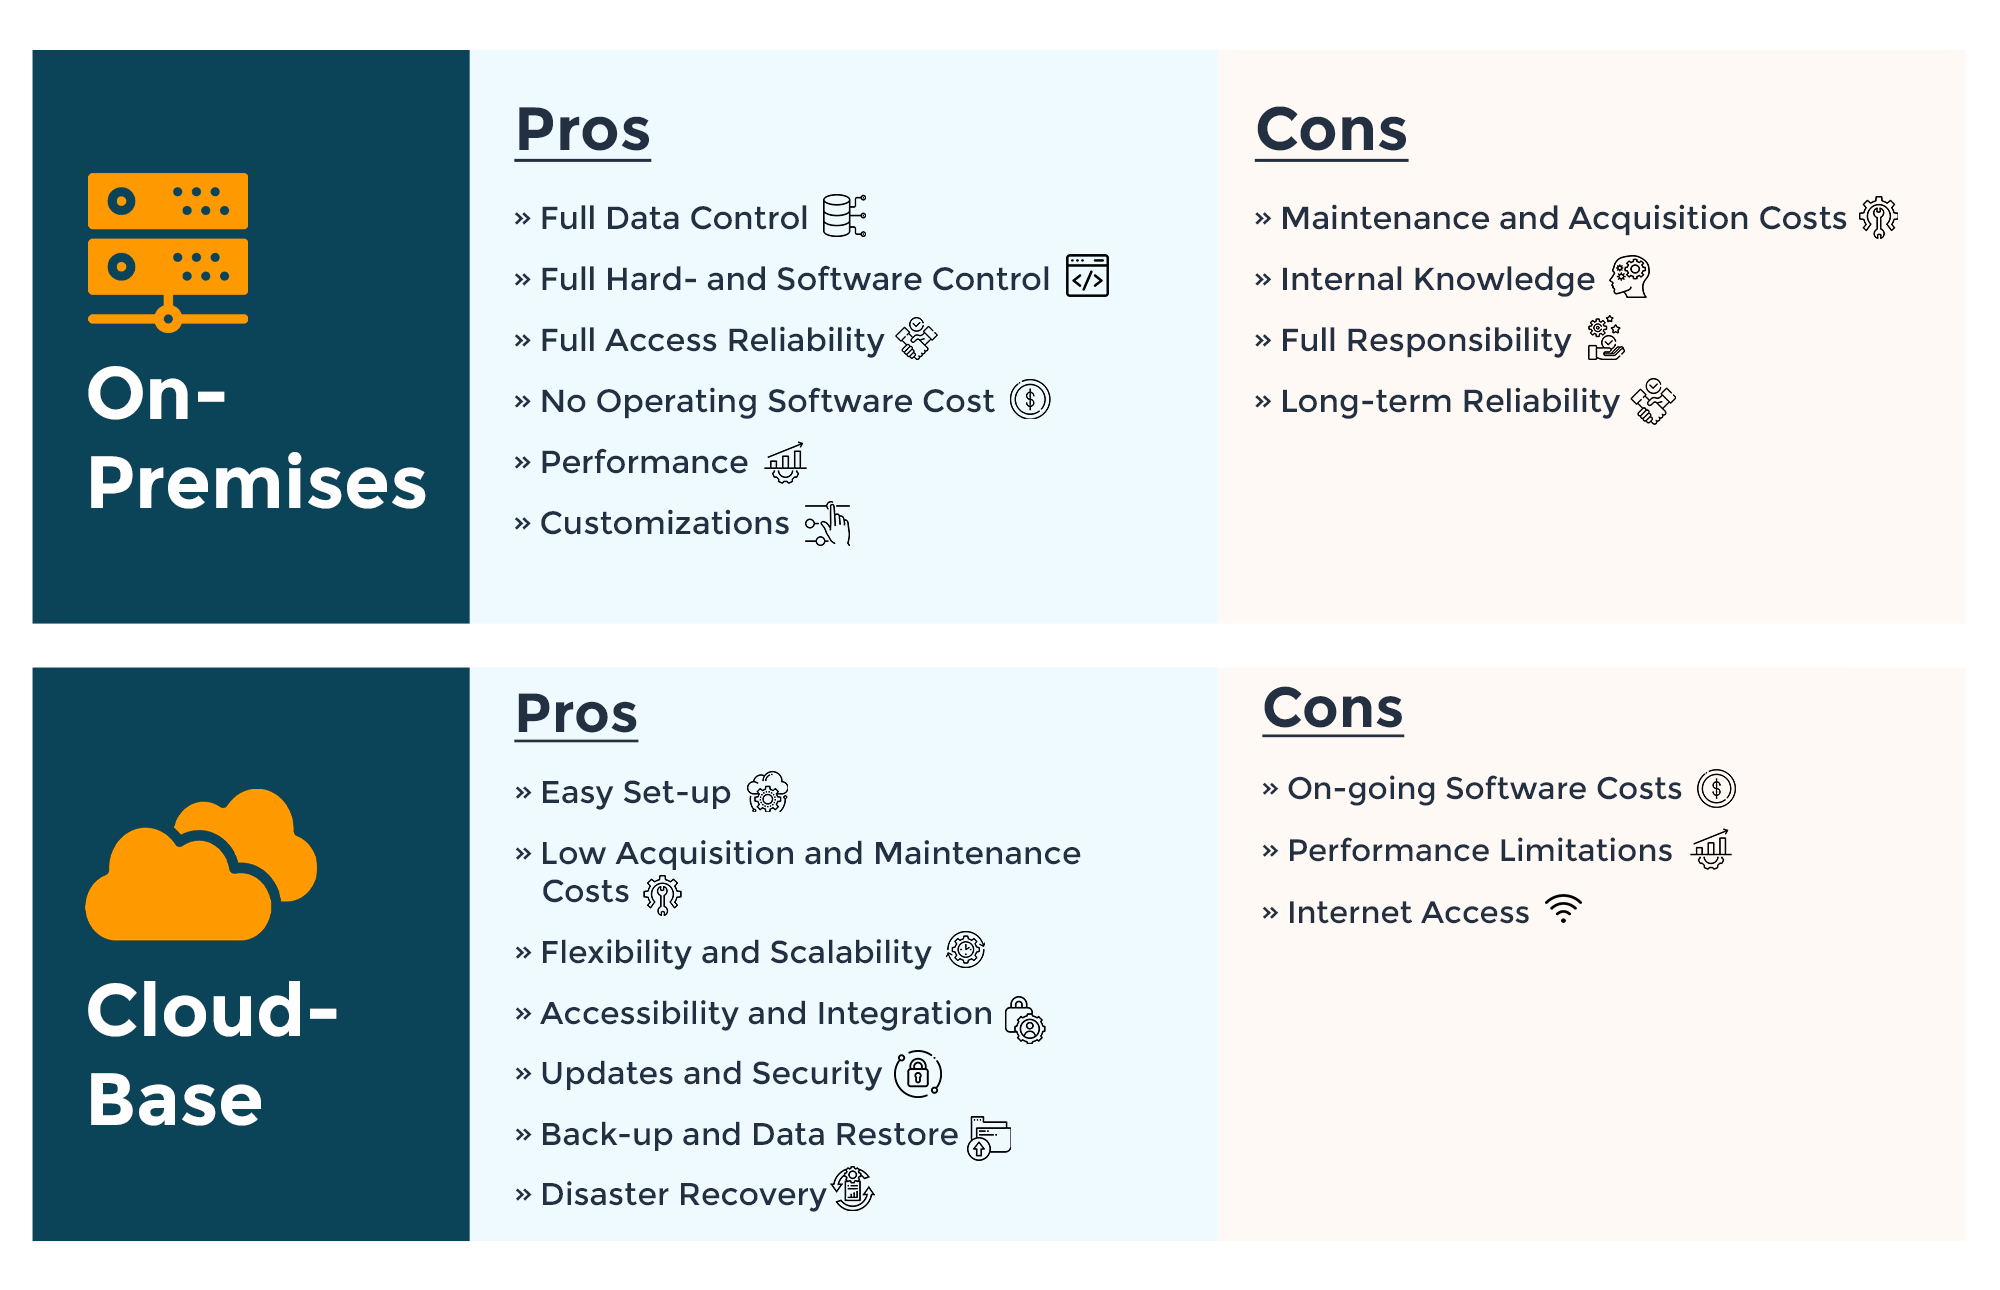 On-
Premises
Pros
» Full Data Control
» Full Hard- and Software Control
» Full Access Reliability
» No Operating Software Cost
» Performance
» Customizations
Cons
» Maintenance and Acquisition Costs
» Internal Knowledge
» Full Responsibility
» Long-term Reliability
Cloud-
Base
Pros
» Easy Set-up
» Low Acquisition and Maintenance
Costs
» Flexibility and Scalability
» Accessibility and Integration
» Updates and Security
» Back-up and Data Restore
» Disaster Recovery
Cons
» On-going Software Costs
» Performance Limitations
» Internet Access